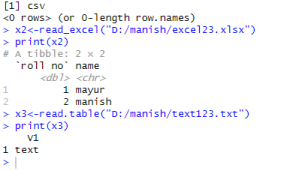 [1] csv
<0 rows> (or 0-length row.names)
> x2<-read_excel("D:/manish/excel23.xlsx")
> print(x2)
# A tibble: 2 × 2
  `roll no` name
      <dbl> <chr>
1         1 mayur
2         2 manish
> x3<-read.table("D:/manish/text123.txt")
> print(x3)
    V1
1 text
>